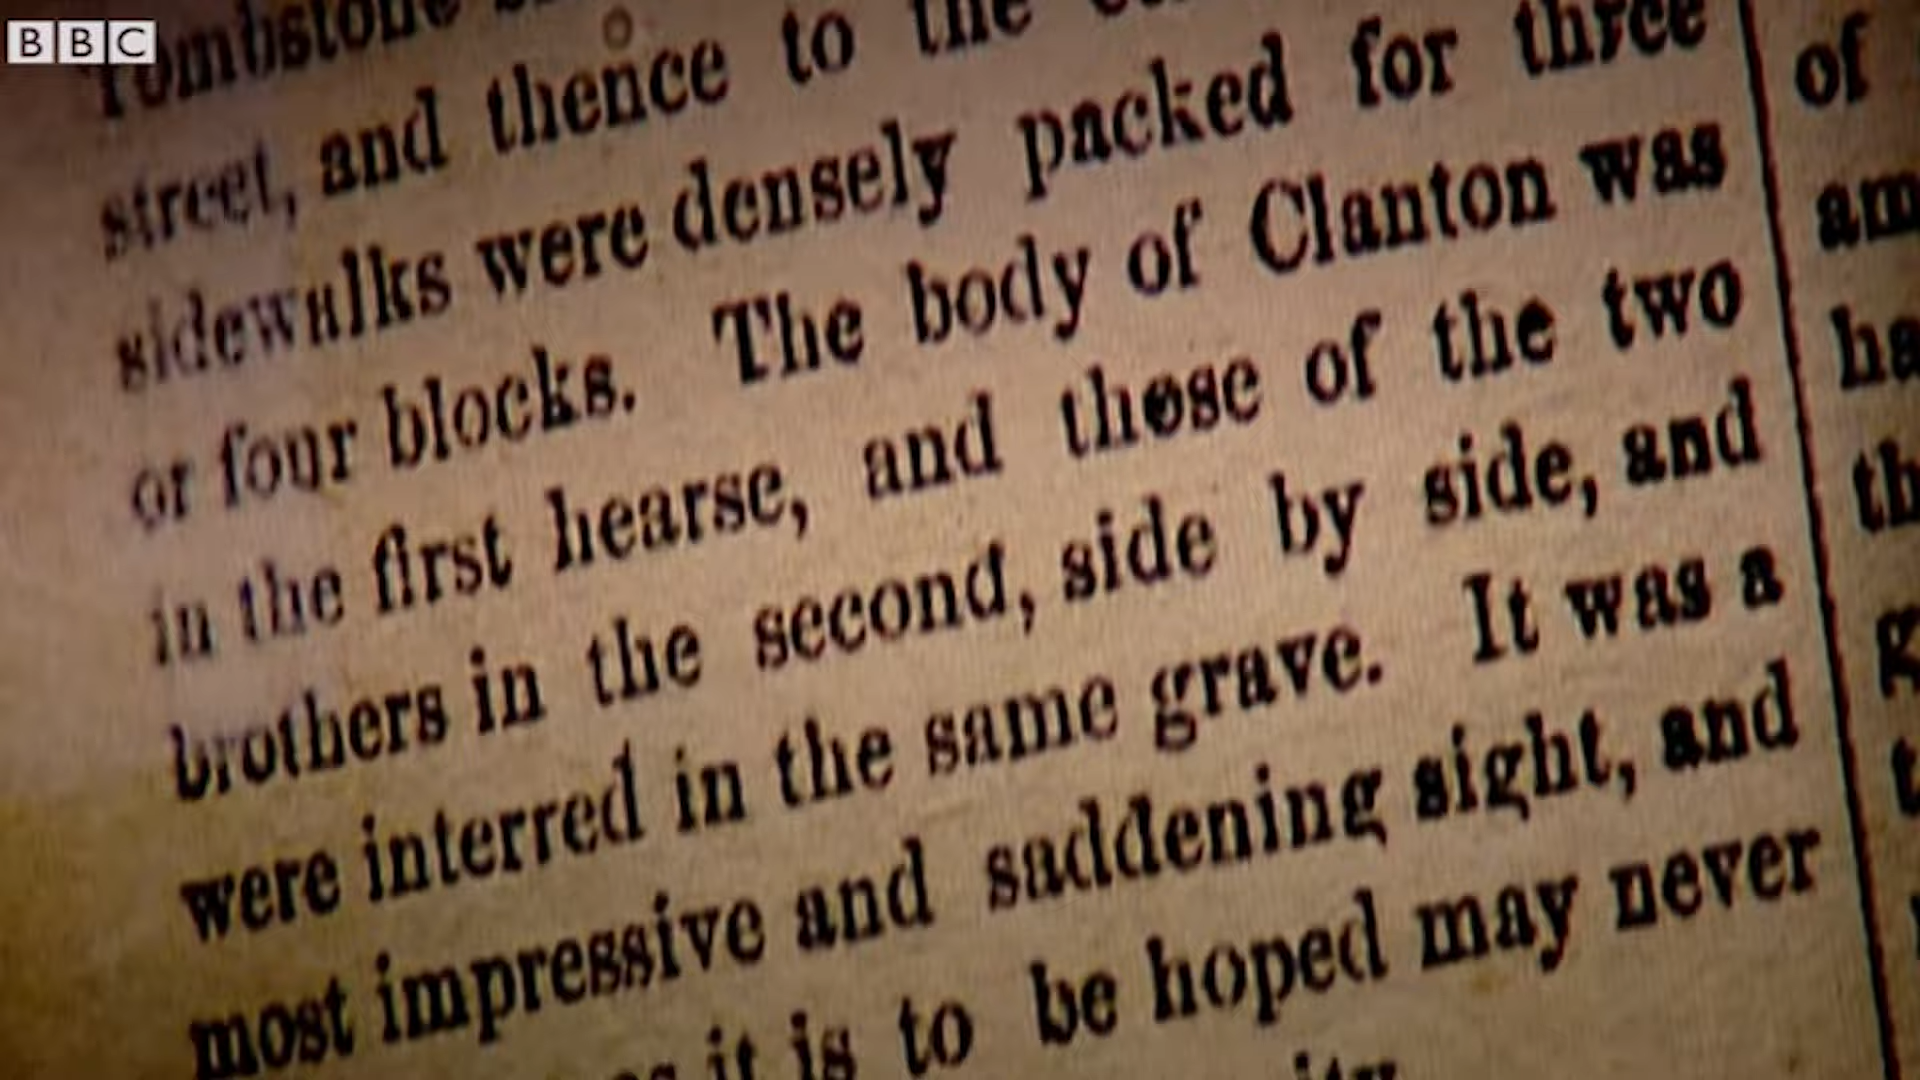 BBC
Tombstone
street, and thence to the
sidewalks were densely packed for three
or four blocks. The body of Clanton was
in the first hearse, and those of the two
brothers in the second, side by side, and
were interred in the same grave. It was a
most impressive and saddening sight, and
it is to be hoped may never
of
am
ha
th
g
t